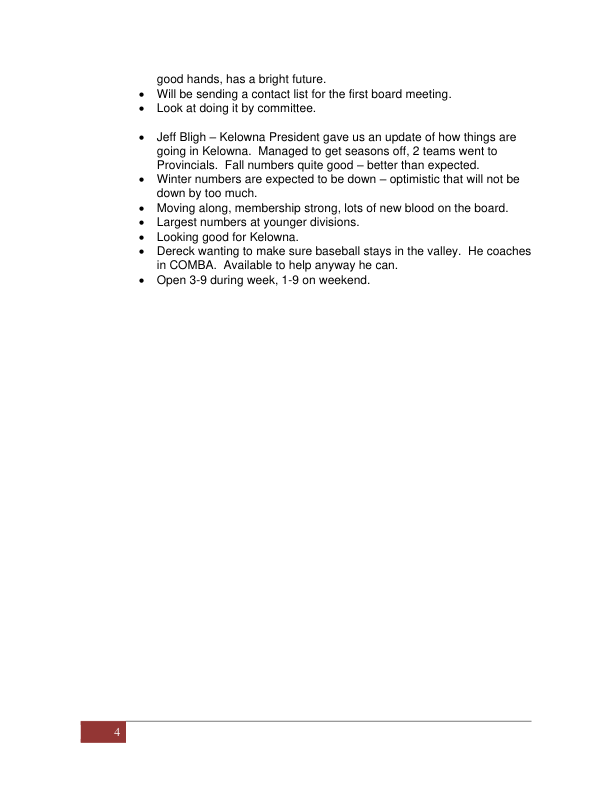 good hands, has a bright future.
• Will be sending a contact list for the first board meeting.
• Look at doing it by committee.
• Jeff Bligh – Kelowna President gave us an update of how things are
going in Kelowna.  Managed to get seasons off, 2 teams went to
Provincials.  Fall numbers quite good – better than expected.
• Winter numbers are expected to be down – optimistic that will not be
down by too much.
• Moving along, membership strong, lots of new blood on the board.
• Largest numbers at younger divisions.
• Looking good for Kelowna.
• Dereck wanting to make sure baseball stays in the valley.  He coaches
in COMBA.  Available to help anyway he can.
• Open 3-9 during week, 1-9 on weekend.
4